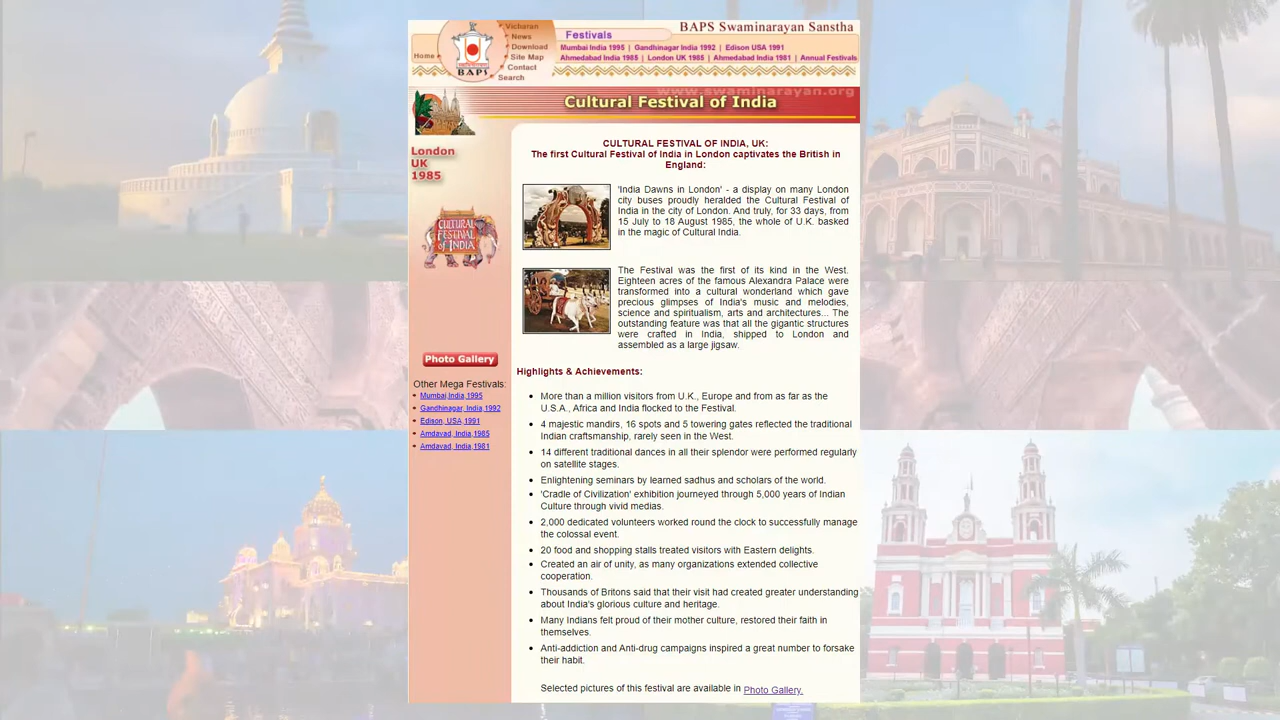 Vicharan
News
Download
Site Map
Contact
Search
Home
BAPS
BAPS Swaminarayan Sanstha
Festivals
Mumbai India 1995 | Gandhinagar India 1992 | Edison USA 1991
Ahmedabad India 1985 | London UK 1985 | Ahmedabad India 1981 | Annual Festivals
www.swaminarayan.org
Cultural Festival of India
London
UK
1985
CULTURAL
FESTIVAL
OF INDIA
Photo Gallery
Other Mega Festivals:
Mumbai,India,1995
Gandhinagar, India,1992
Edison, USA,1991
Amdavad, India,1985
Amdavad, India,1981
CULTURAL FESTIVAL OF INDIA, UK:
The first Cultural Festival of India in London captivates the British in
England:
'India Dawns in London' - a display on many London
city buses proudly heralded the Cultural Festival of
India in the city of London. And truly, for 33 days, from
15 July to 18 August 1985, the whole of U.K. basked
in the magic of Cultural India.
The Festival was the first of its kind in the West.
Eighteen acres of the famous Alexandra Palace were
transformed into a cultural wonderland which gave
precious glimpses of India's music and melodies,
science and spiritualism, arts and architectures... The
outstanding feature was that all the gigantic structures
were crafted in India, shipped to London and
assembled as a large jigsaw.
Highlights & Achievements:
• More than a million visitors from U.K., Europe and from as far as the
U.S.A., Africa and India flocked to the Festival.
• 4 majestic mandirs, 16 spots and 5 towering gates reflected the traditional
Indian craftsmanship, rarely seen in the West.
• 14 different traditional dances in all their splendor were performed regularly
on satellite stages.
• Enlightening seminars by learned sadhus and scholars of the world.
• 'Cradle of Civilization' exhibition journeyed through 5,000 years of Indian
Culture through vivid medias.
• 2,000 dedicated volunteers worked round the clock to successfully manage
the colossal event.
• 20 food and shopping stalls treated visitors with Eastern delights.
• Created an air of unity, as many organizations extended collective
cooperation.
• Thousands of Britons said that their visit had created greater understanding
about India's glorious culture and heritage.
• Many Indians felt proud of their mother culture, restored their faith in
themselves.
• Anti-addiction and Anti-drug campaigns inspired a great number to forsake
their habit.
Selected pictures of this festival are available in Photo Gallery.